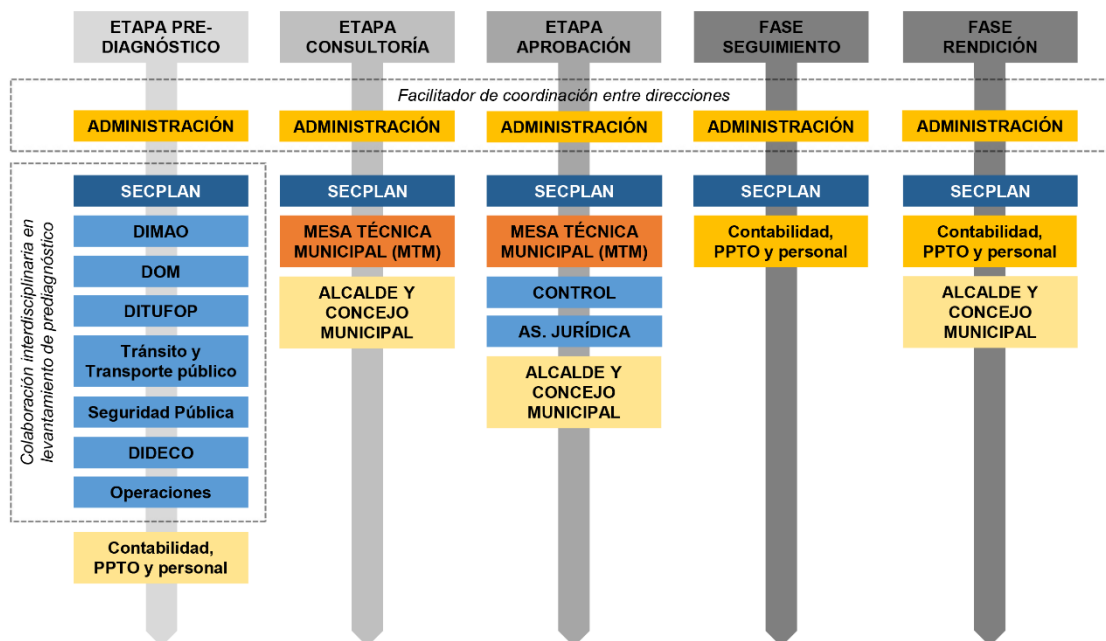 ETAPA PRE-
DIAGNÓSTICO
ETAPA
CONSULTORÍA
ETAPA
APROBACIÓN
FASE
SEGUIMIENTO
FASE
RENDICIÓN
Facilitador de coordinación entre direcciones
ADMINISTRACIÓN
ADMINISTRACIÓN
ADMINISTRACIÓN
ADMINISTRACIÓN
ADMINISTRACIÓN
Colaboración interdisciplinaria en
levantamiento de prediagnóstico
SECPLAN
DIMAO
DOM
DITUFOP
Tránsito y
Transporte público
Seguridad Pública
DIDECO
Operaciones
Contabilidad,
PPTO y personal
SECPLAN
MESA TÉCNICA
MUNICIPAL (MTM)
ALCALDE Y
CONCEJO
MUNICIPAL
SECPLAN
MESA TÉCNICA
MUNICIPAL (MTM)
CONTROL
AS. JURÍDICA
ALCALDE Y
CONCEJO
MUNICIPAL
SECPLAN
Contabilidad,
PPTO y personal
SECPLAN
Contabilidad,
PPTO y personal
ALCALDE Y
CONCEJO
MUNICIPAL